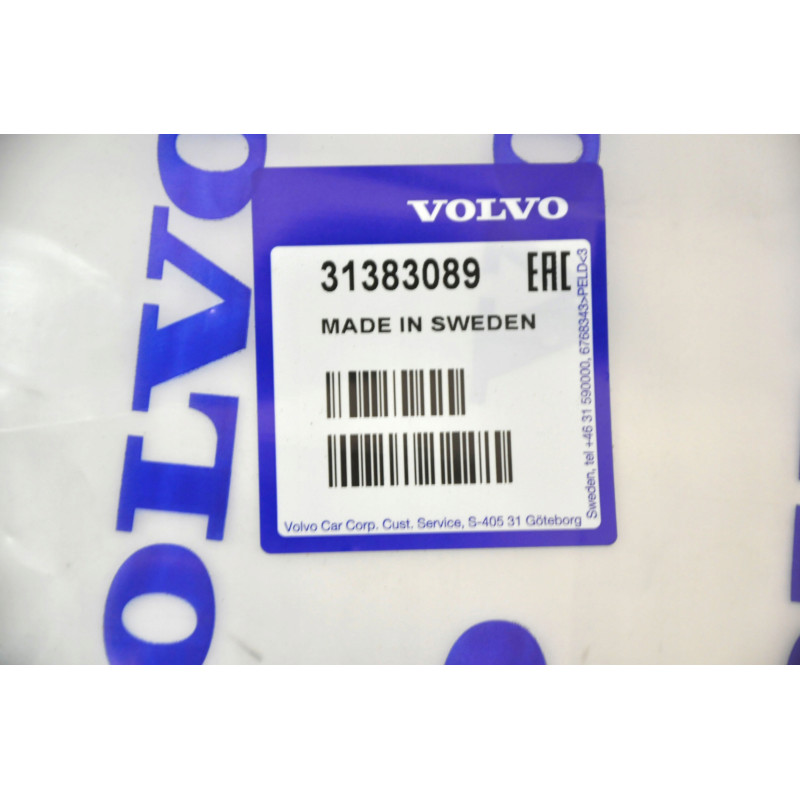 VOLVO
VOLVO
31383089 EAC
MADE IN SWEDEN
Volvo Car Corp. Cust. Service, S-405 31 Göteborg
Sweden, tel +46 31 590000, 6768343>PELD<3